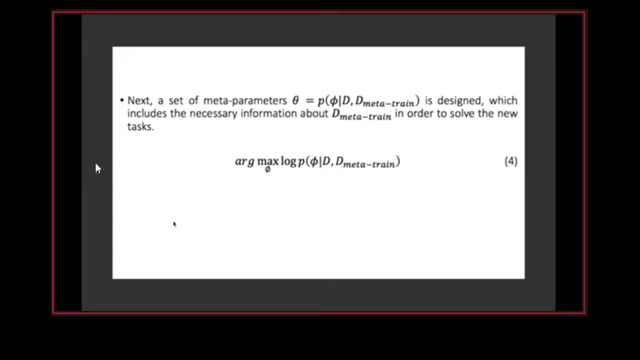 • Next, a set of meta-parameters θ = p(ϕ|D, D_meta−train) is designed, which
includes the necessary information about D_meta−train in order to solve the new
tasks.
arg max_∅ log p(ϕ|D, D_meta−train) (4)